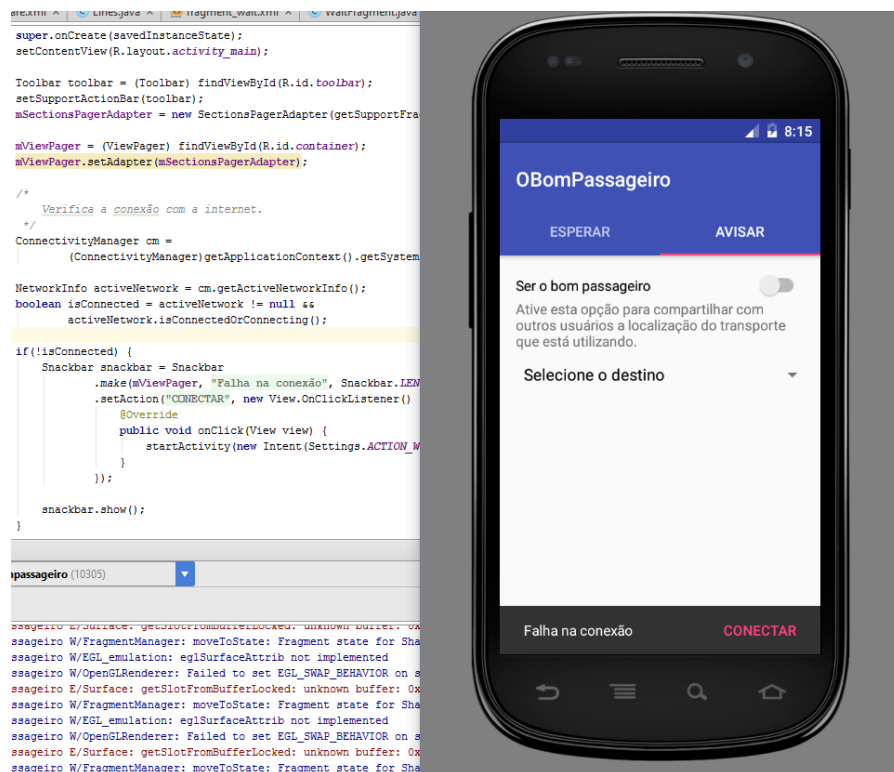 are.xml × Lines.java × fragment_wait.xml × WaitFragment.java
super.onCreate(savedInstanceState);
setContentView(R.layout.activity_main);
Toolbar toolbar = (Toolbar) findViewById(R.id.toolbar);
setSupportActionBar(toolbar);
mSectionsPagerAdapter = new SectionsPagerAdapter(getSupportFra
mViewPager = (ViewPager) findViewById(R.id.container);
mViewPager.setAdapter(mSectionsPagerAdapter);
/*
Verifica a conexão com a internet.
*/
ConnectivityManager cm =
(ConnectivityManager)getApplicationContext().getSystem
NetworkInfo activeNetwork = cm.getActiveNetworkInfo();
boolean isConnected = activeNetwork != null &&
activeNetwork.isConnectedOrConnecting();
if(!isConnected) {
Snackbar snackbar = Snackbar
.make(mViewPager, "Falha na conexão", Snackbar.LEN
.setAction("CONECTAR", new View.OnClickListener()
@Override
public void onClick(View view) {
startActivity(new Intent(Settings.ACTION_W
}
});
snackbar.show();
}
npassageiro (10305)
ssageiro E/Surface: getSlotFromBufferLocked: unknown buffer: 0x
ssageiro W/FragmentManager: moveToState: Fragment state for Sha
ssageiro W/EGL_emulation: eglSurfaceAttrib not implemented
ssageiro W/OpenGLRenderer: Failed to set EGL_SWAP_BEHAVIOR on s
ssageiro E/Surface: getSlotFromBufferLocked: unknown buffer: 0x
ssageiro W/FragmentManager: moveToState: Fragment state for Sha
ssageiro W/EGL_emulation: eglSurfaceAttrib not implemented
ssageiro W/OpenGLRenderer: Failed to set EGL_SWAP_BEHAVIOR on s
ssageiro E/Surface: getSlotFromBufferLocked: unknown buffer: 0x
ssageiro W/FragmentManager: moveToState: Fragment state for Sha
8:15
OBomPassageiro
ESPERAR AVISAR
Ser o bom passageiro
Ative esta opção para compartilhar com
outros usuários a localização do transporte
que está utilizando.
Selecione o destino
Falha na conexão CONECTAR